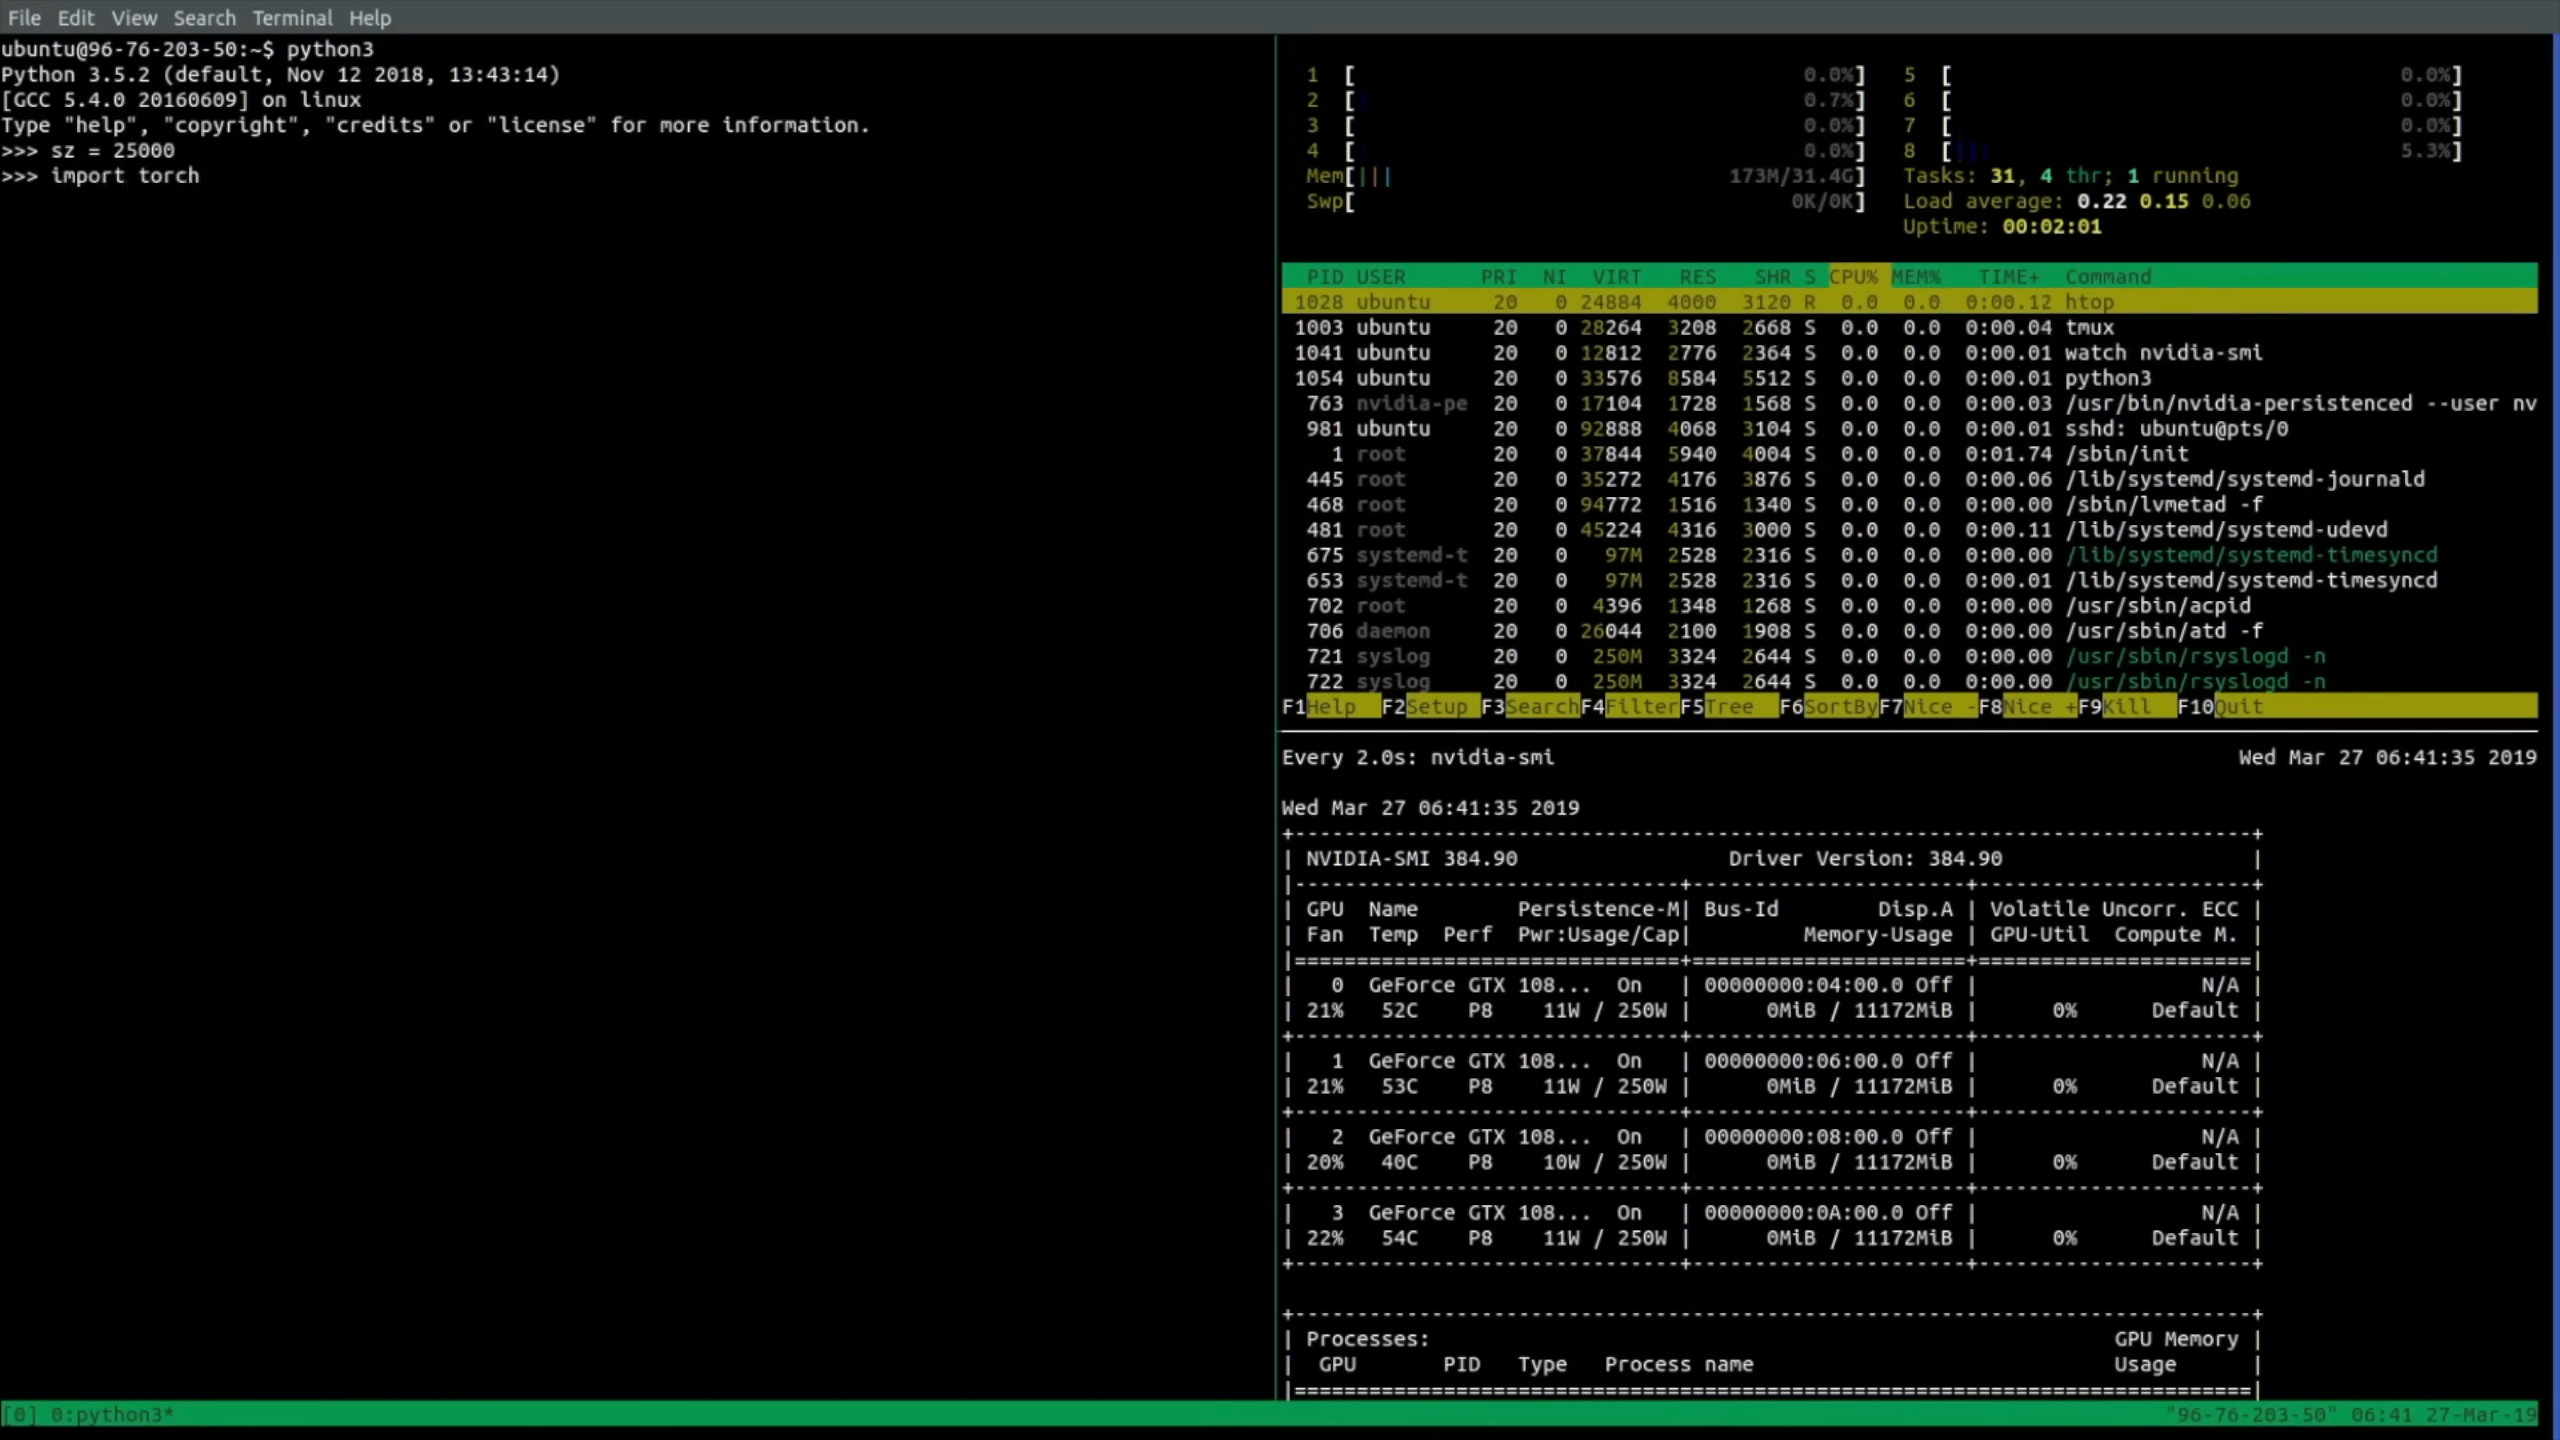 File Edit View Search Terminal Help
ubuntu@96-76-203-50:~$ python3
Python 3.5.2 (default, Nov 12 2018, 13:43:14)
[GCC 5.4.0 20160609] on linux
Type "help", "copyright", "credits" or "license" for more information.
>>> sz = 25000
>>> import torch
1 [ 0.0%] 5 [ 0.0%]
2 [ 0.7%] 6 [ 0.0%]
3 [ 0.0%] 7 [ 0.0%]
4 [ 0.0%] 8 [||| 5.3%]
Mem[||| 173M/31.4G] Tasks: 31, 4 thr; 1 running
Swp[ 0K/0K] Load average: 0.22 0.15 0.06
Uptime: 00:02:01
PID USER PRI NI VIRT RES SHR S CPU% MEM% TIME+ Command
1028 ubuntu 20 0 24884 4000 3120 R 0.0 0.0 0:00.12 htop
1003 ubuntu 20 0 28264 3208 2668 S 0.0 0.0 0:00.04 tmux
1041 ubuntu 20 0 12812 2776 2364 S 0.0 0.0 0:00.01 watch nvidia-smi
1054 ubuntu 20 0 33576 8584 5512 S 0.0 0.0 0:00.01 python3
763 nvidia-pe 20 0 17104 1728 1568 S 0.0 0.0 0:00.03 /usr/bin/nvidia-persistenced --user nv
981 ubuntu 20 0 92888 4068 3104 S 0.0 0.0 0:00.01 sshd: ubuntu@pts/0
1 root 20 0 37844 5940 4004 S 0.0 0.0 0:01.74 /sbin/init
445 root 20 0 35272 4176 3876 S 0.0 0.0 0:00.06 /lib/systemd/systemd-journald
468 root 20 0 94772 1516 1340 S 0.0 0.0 0:00.00 /sbin/lvmetad -f
481 root 20 0 45224 4316 3000 S 0.0 0.0 0:00.11 /lib/systemd/systemd-udevd
675 systemd-t 20 0 97M 2528 2316 S 0.0 0.0 0:00.00 /lib/systemd/systemd-timesyncd
653 systemd-t 20 0 97M 2528 2316 S 0.0 0.0 0:00.01 /lib/systemd/systemd-timesyncd
702 root 20 0 4396 1348 1268 S 0.0 0.0 0:00.00 /usr/sbin/acpid
706 daemon 20 0 26044 2100 1908 S 0.0 0.0 0:00.00 /usr/sbin/atd -f
721 syslog 20 0 250M 3324 2644 S 0.0 0.0 0:00.00 /usr/sbin/rsyslogd -n
722 syslog 20 0 250M 3324 2644 S 0.0 0.0 0:00.00 /usr/sbin/rsyslogd -n
F1Help F2Setup F3SearchF4FilterF5Tree F6SortByF7Nice -F8Nice +F9Kill F10Quit
Every 2.0s: nvidia-smi Wed Mar 27 06:41:35 2019
Wed Mar 27 06:41:35 2019
+-----------------------------------------------------------------------------+
| NVIDIA-SMI 384.90 Driver Version: 384.90 |
|-------------------------------+----------------------+----------------------+
| GPU Name Persistence-M| Bus-Id Disp.A | Volatile Uncorr. ECC |
| Fan Temp Perf Pwr:Usage/Cap| Memory-Usage | GPU-Util Compute M. |
|===============================+======================+======================|
| 0 GeForce GTX 108... On | 00000000:04:00.0 Off | N/A |
| 21% 52C P8 11W / 250W | 0MiB / 11172MiB | 0% Default |
+-------------------------------+----------------------+----------------------+
| 1 GeForce GTX 108... On | 00000000:06:00.0 Off | N/A |
| 21% 53C P8 11W / 250W | 0MiB / 11172MiB | 0% Default |
+-------------------------------+----------------------+----------------------+
| 2 GeForce GTX 108... On | 00000000:08:00.0 Off | N/A |
| 20% 40C P8 10W / 250W | 0MiB / 11172MiB | 0% Default |
+-------------------------------+----------------------+----------------------+
| 3 GeForce GTX 108... On | 00000000:0A:00.0 Off | N/A |
| 22% 54C P8 11W / 250W | 0MiB / 11172MiB | 0% Default |
+-------------------------------+----------------------+----------------------+
+-----------------------------------------------------------------------------+
| Processes: GPU Memory |
| GPU PID Type Process name Usage |
|=============================================================================|
[0] 0:python3* "96-76-203-50" 06:41 27-Mar-19